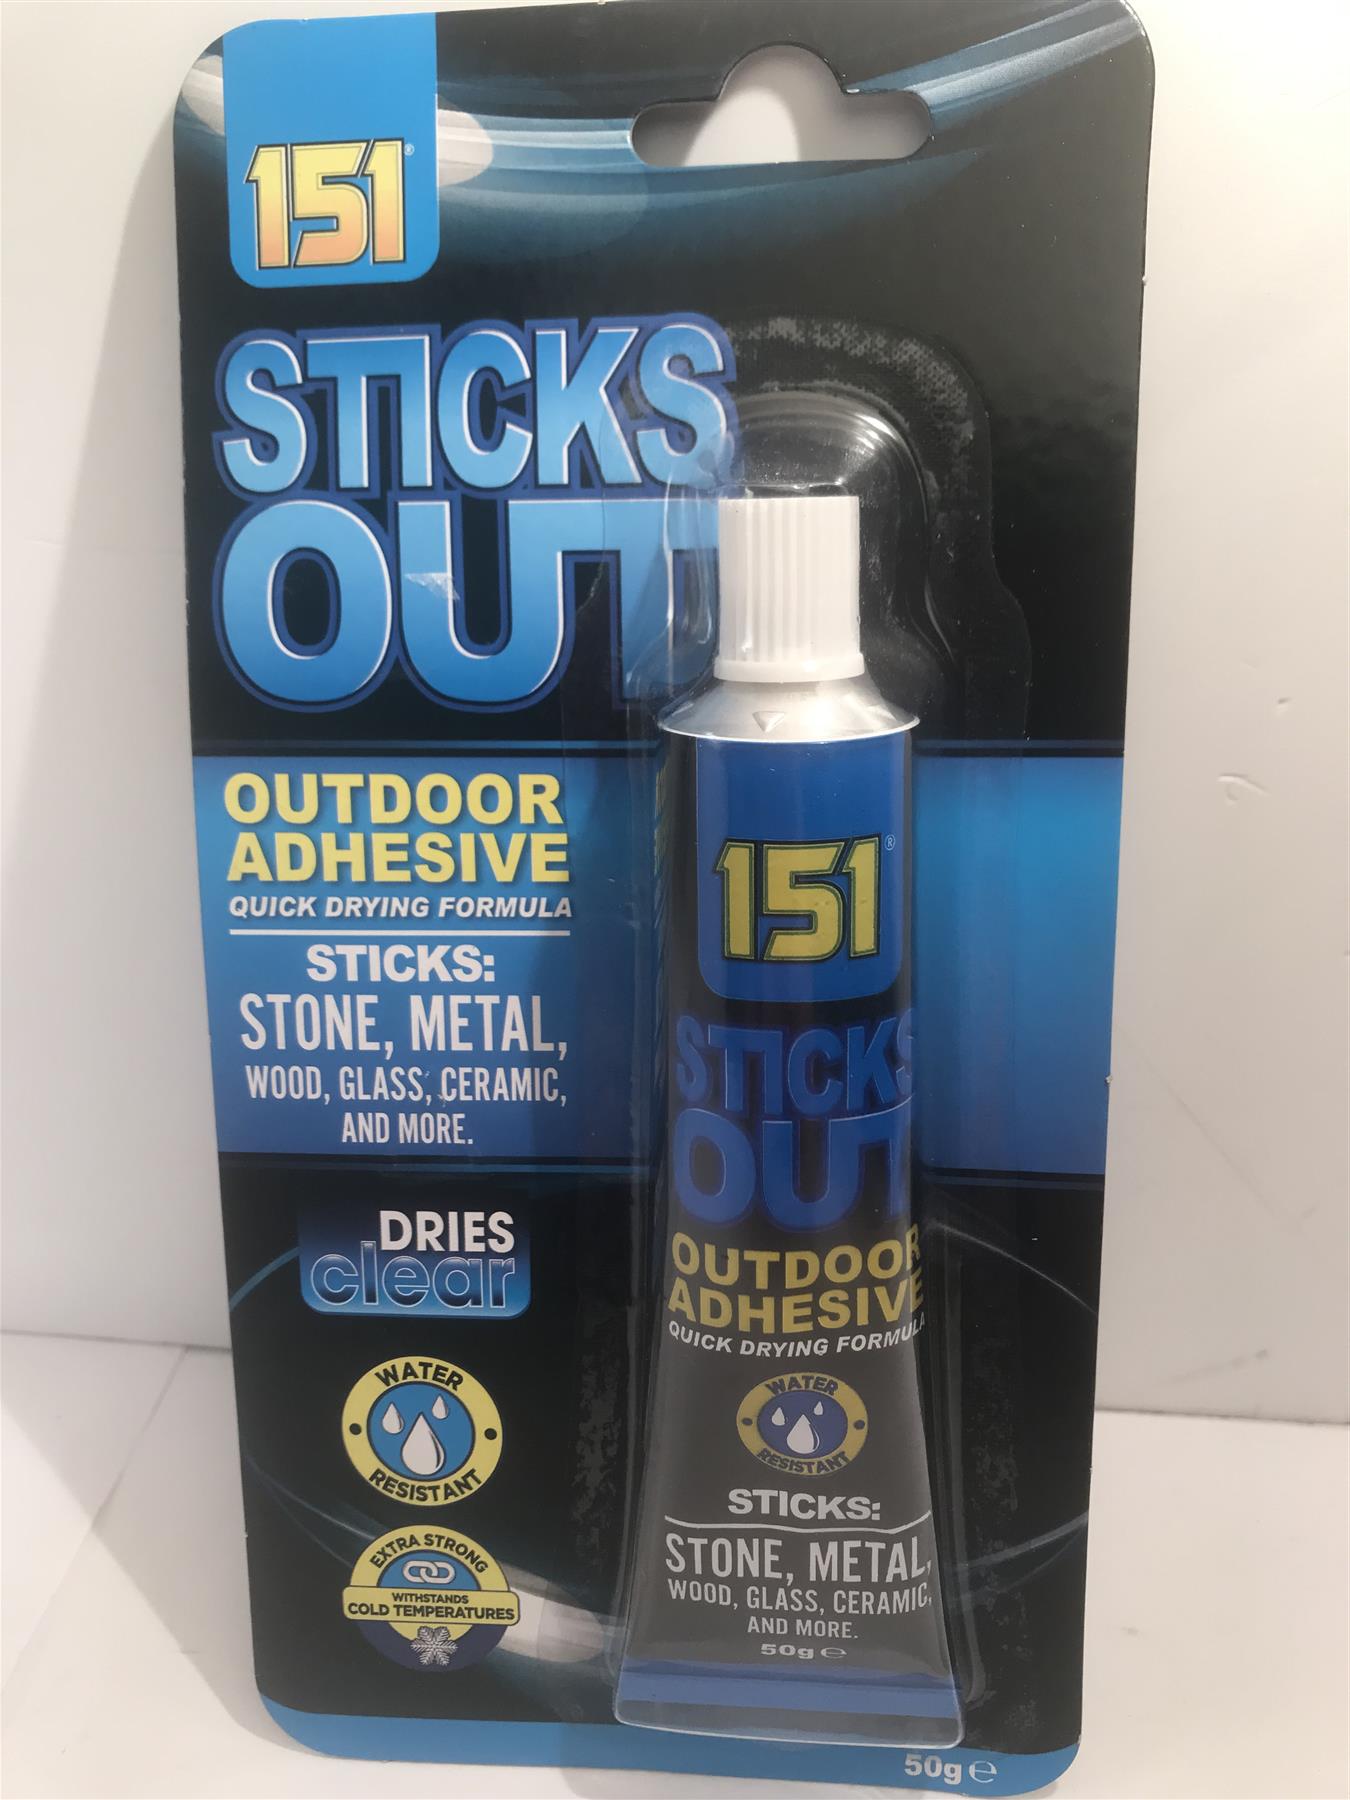 151®
STICKS
OUT
OUTDOOR
ADHESIVE
QUICK DRYING FORMULA
STICKS:
STONE, METAL,
WOOD, GLASS, CERAMIC,
AND MORE.
DRIES
clear
WATER
RESISTANT
EXTRA STRONG
WITHSTANDS
COLD TEMPERATURES
151®
STICKS
OUT
OUTDOOR
ADHESIVE
QUICK DRYING FORMULA
WATER
RESISTANT
STICKS:
STONE, METAL,
WOOD, GLASS, CERAMIC,
AND MORE.
50g ℮
50g ℮